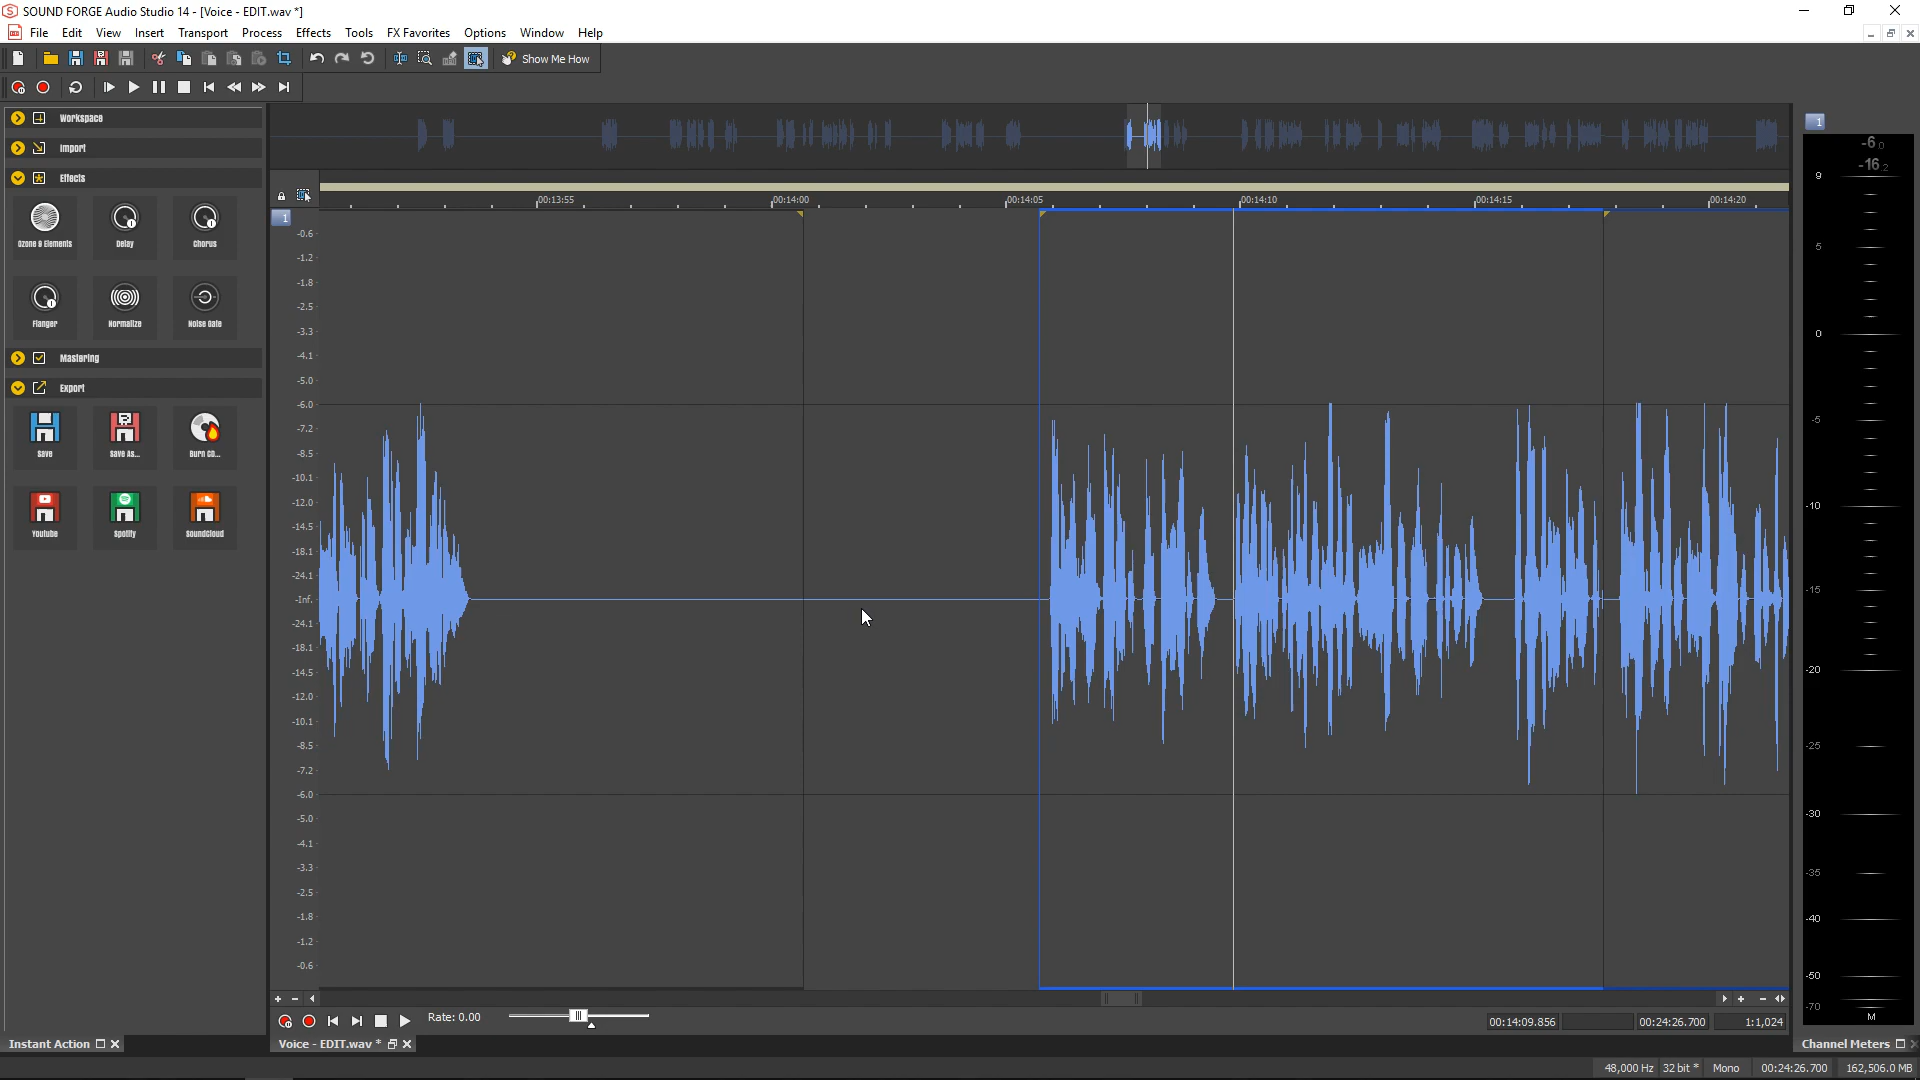 SOUND FORGE Audio Studio 14 - [Voice - EDIT.wav *]
File Edit View Insert Transport Process Effects Tools FX Favorites Options Window Help
Show Me How
Workspace
Import
Effects
Ozone 9 Elements Delay Chorus
Flanger Normalize Noise Gate
Mastering
Export
Save Save As... Burn CD...
Youtube Spotify SoundCloud
Instant Action
1
00:13:55 00:14:00 00:14:05 00:14:10 00:14:15 00:14:20
1
-0.6
-1.2
-1.8
-2.5
-3.3
-4.1
-5.0
-6.0
-7.2
-8.5
-10.1
-12.0
-14.5
-18.1
-24.1
-Inf.
-24.1
-18.1
-14.5
-12.0
-10.1
-8.5
-7.2
-6.0
-5.0
-4.1
-3.3
-2.5
-1.8
-1.2
-0.6
Rate: 0.00
00:14:09.856 00:24:26.700 1:1,024
Voice - EDIT.wav *
-6.0
-16.2
9
5
0
-5
-10
-15
-20
-25
-30
-35
-40
-50
-70
M
Channel Meters
48,000 Hz 32 bit * Mono 00:24:26.700 162,506.0 MB